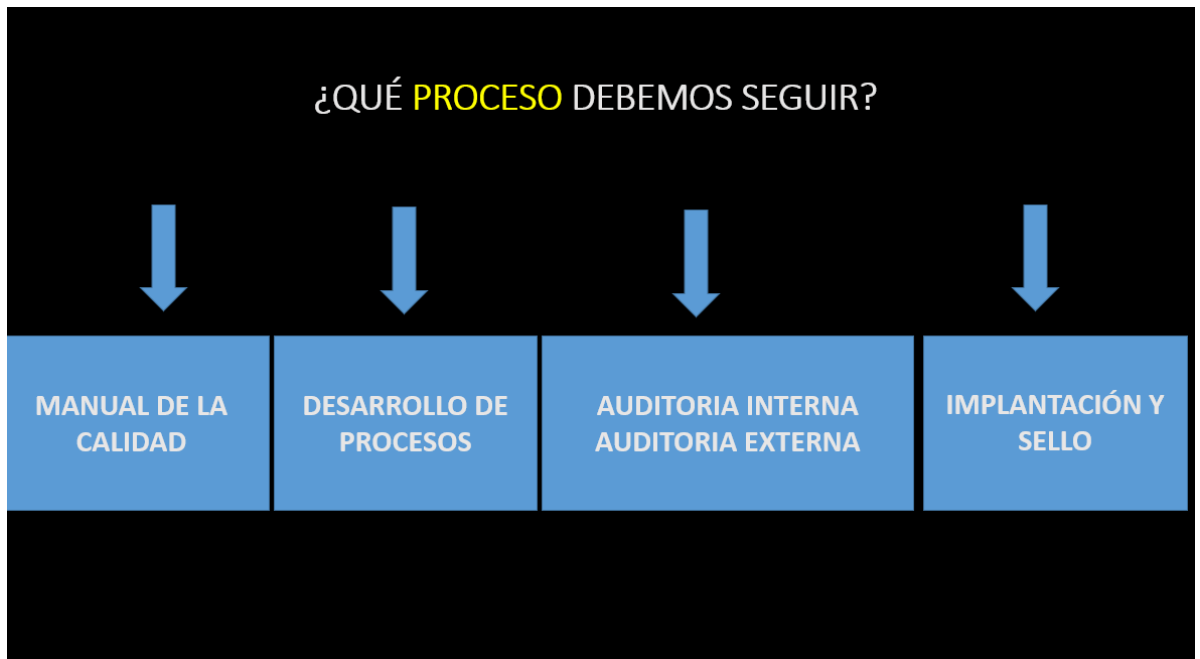 ¿QUÉ PROCESO DEBEMOS SEGUIR?
MANUAL DE LA
CALIDAD
DESARROLLO DE
PROCESOS
AUDITORIA INTERNA
AUDITORIA EXTERNA
IMPLANTACIÓN Y
SELLO